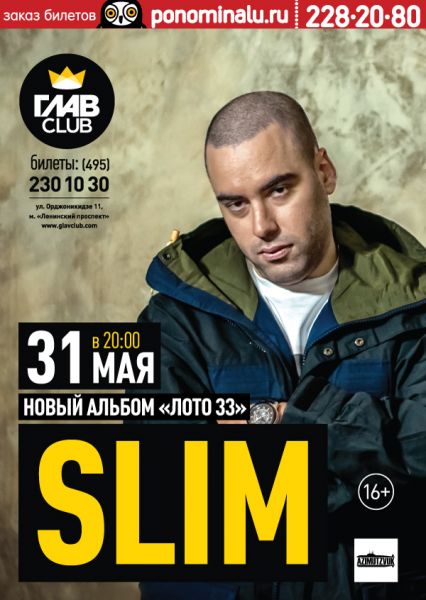 заказ билетов ponominalu.ru 228•20•80
ГЛАВ
CLUB
билеты: (495)
230 10 30
ул. Орджоникидзе 11,
м. «Ленинский проспект»
www.glavclub.com
31 МАЯ в 20:00
НОВЫЙ АЛЬБОМ «ЛОТО 33»
SLIM
16+
AZIMUTZVUK